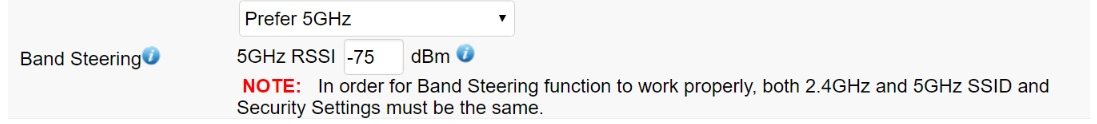 Prefer 5GHz
Band Steering
5GHz RSSI -75 dBm
NOTE: In order for Band Steering function to work properly, both 2.4GHz and 5GHz SSID and
Security Settings must be the same.